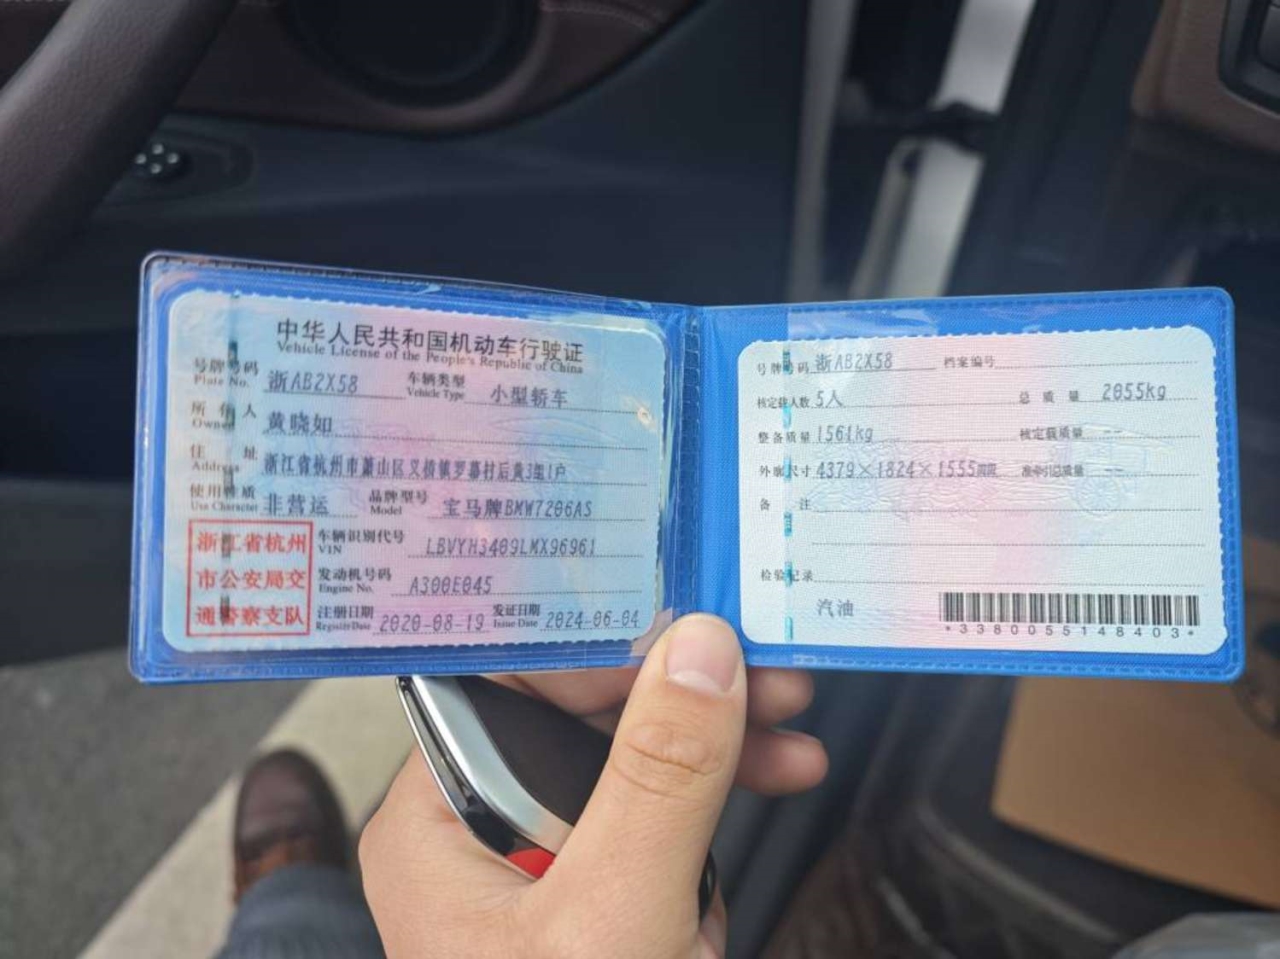 中华人民共和国机动车行驶证
Vehicle License of the People's Republic of China
号牌号码 浙AB2X58 车辆类型 小型轿车
Plate No. Vehicle Type
所有人 黄晓如
Owner
住址 浙江省杭州市萧山区义桥镇罗幕村后黄3组1户
Address
使用性质 非营运 品牌型号 宝马牌BMW7206AS
Use Character Model
浙江省杭州
市公安局交
通警察支队
车辆识别代号 LBVYH3409LMX96961
VIN
发动机号码 A300E045
Engine No.
注册日期 2020-08-19 发证日期 2024-06-04
Register Date Issue Date
号牌号码 浙AB2X58 档案编号
核定载人数 5人 总质量 2055kg
整备质量 1561kg 核定载质量 --
外廓尺寸 4379×1824×1555mm 准牵引总质量 --
备注
检验记录
汽油
*3380055148403*